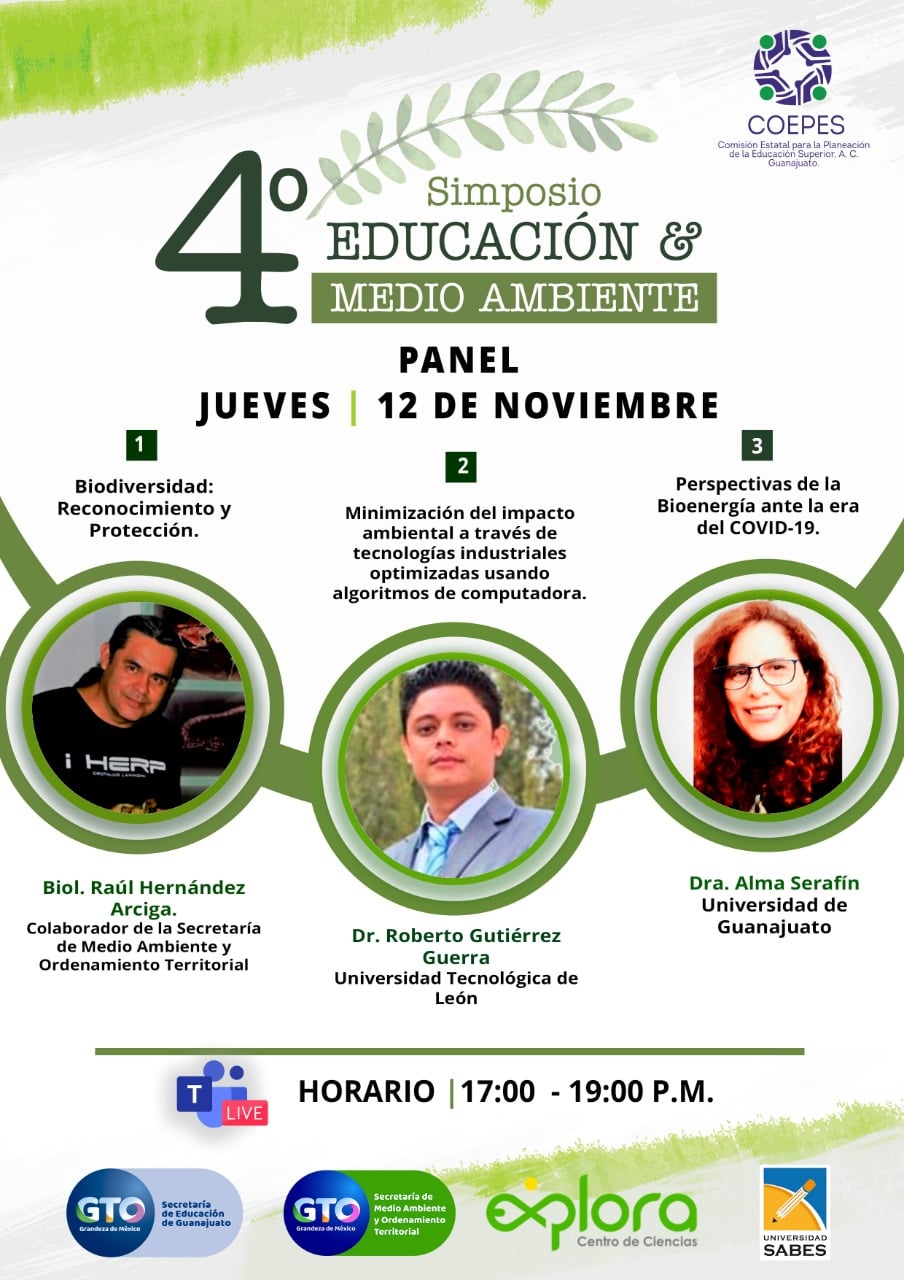 COEPES
Comisión Estatal para la Planeación
de la Educación Superior. A. C.
Guanajuato.
4º
Simposio
EDUCACIÓN &
MEDIO AMBIENTE
PANEL
JUEVES | 12 DE NOVIEMBRE
1
Biodiversidad:
Reconocimiento y
Protección.
2
Minimización del impacto
ambiental a través de
tecnologías industriales
optimizadas usando
algoritmos de computadora.
3
Perspectivas de la
Bioenergía ante la era
del COVID-19.
i HERP
Biol. Raúl Hernández
Arciga.
Colaborador de la Secretaría
de Medio Ambiente y
Ordenamiento Territorial
Dr. Roberto Gutiérrez
Guerra
Universidad Tecnológica de
León
Dra. Alma Serafín
Universidad de
Guanajuato
T
LIVE
HORARIO |17:00 - 19:00 P.M.
GTO
Grandeza de México
Secretaría
de Educación
de Guanajuato
GTO
Grandeza de México
Secretaría de
Medio Ambiente
y Ordenamiento
Territorial
explora
Centro de Ciencias
UNIVERSIDAD
SABES